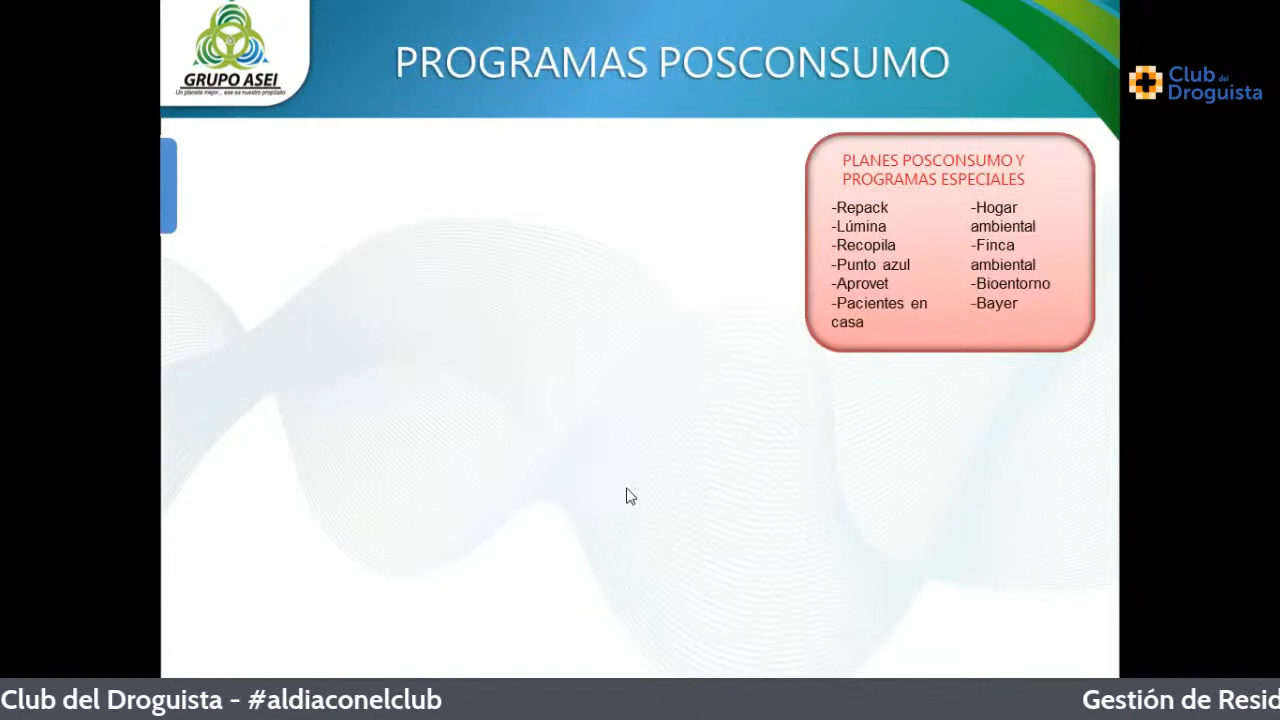 GRUPO ASEI
Un planeta mejor... ese es nuestro propósito
PROGRAMAS POSCONSUMO
Club del
Droguista
PLANES POSCONSUMO Y
PROGRAMAS ESPECIALES
-Repack
-Lúmina
-Recopila
-Punto azul
-Aprovet
-Pacientes en
casa
-Hogar
ambiental
-Finca
ambiental
-Bioentorno
-Bayer
Club del Droguista - #aldiaconelclub
Gestión de Resid